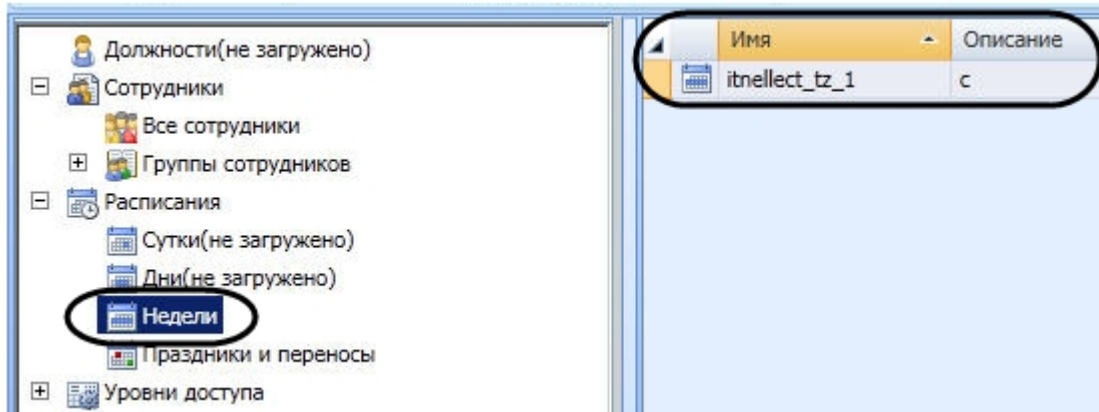 Должности(не загружено)
Сотрудники
Все сотрудники
Группы сотрудников
Расписания
Сутки(не загружено)
Дни(не загружено)
Недели
Праздники и переносы
Уровни доступа
Имя Описание
itnellect_tz_1 с